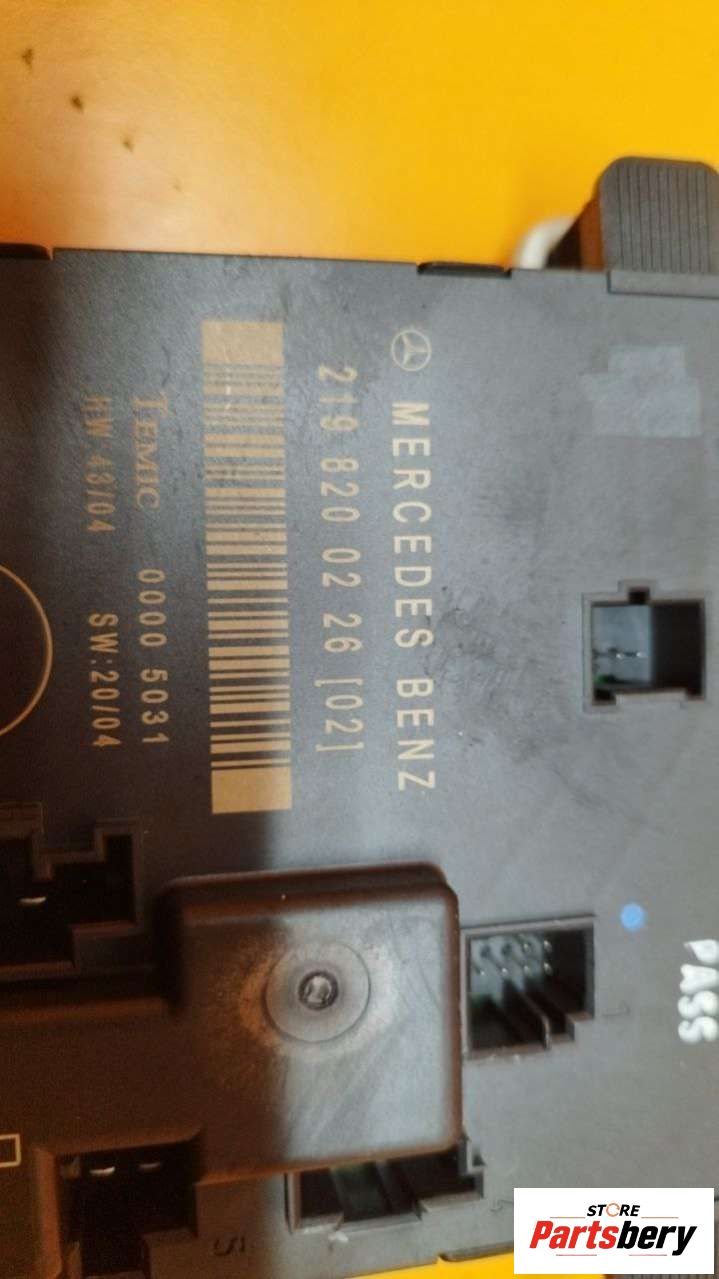 MERCEDES BENZ
219 820 02 26 [02]
TEMIC 0000 5031
HW 43/04 SW:20/04
PASS
STORE
Partsbery